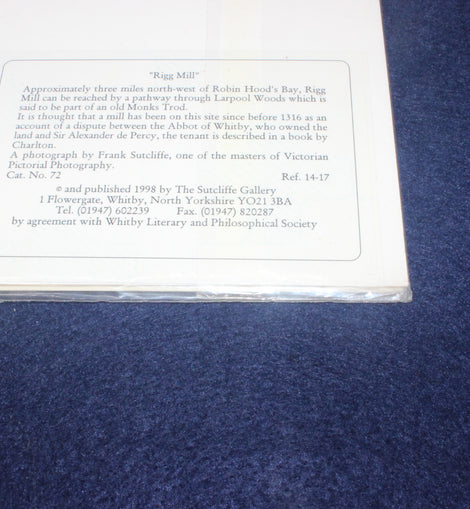 "Rigg Mill"
Approximately three miles north-west of Robin Hood's Bay, Rigg
Mill can be reached by a pathway through Larpool Woods which is
said to be part of an old Monks Trod.
It is thought that a mill has been on this site since before 1316 as an
account of a dispute between the Abbot of Whitby, who owned the
land and Sir Alexander de Percy, the tenant is described in a book by
Charlton.
A photograph by Frank Sutcliffe, one of the masters of Victorian
Pictorial Photography.
Cat. No. 72 Ref. 14-17
© and published 1998 by The Sutcliffe Gallery
1 Flowergate, Whitby, North Yorkshire YO21 3BA
Tel. (01947) 602239 Fax. (01947) 820287
by agreement with Whitby Literary and Philosophical Society